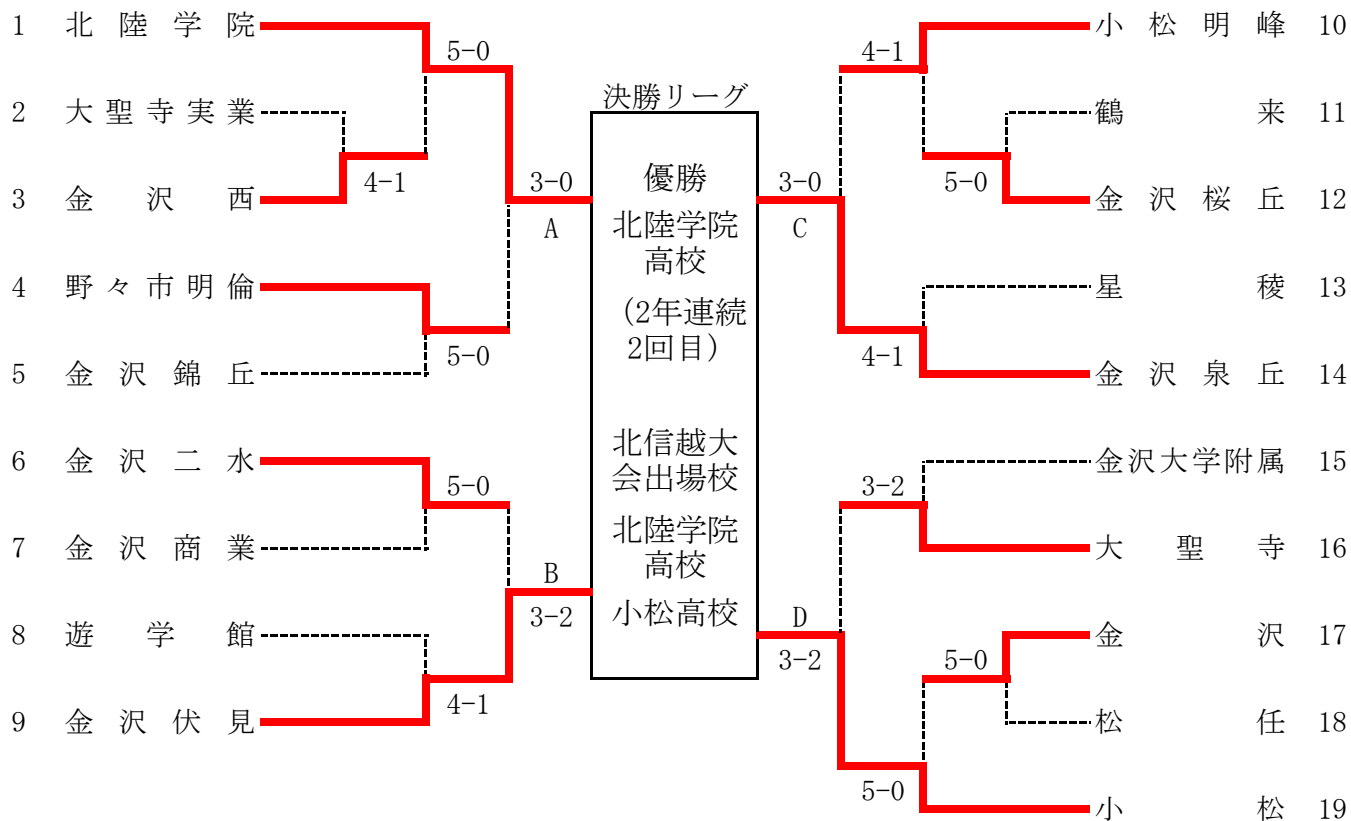 1 北陸学院
2 大聖寺実業
3 金沢西
4 野々市明倫
5 金沢錦丘
6 金沢二水
7 金沢商業
8 遊学館
9 金沢伏見
5-0
4-1
3-0
A
5-0
5-0
B
3-2
4-1
決勝リーグ
優勝
北陸学院
高校
(2年連続
2回目)
北信越大
会出場校
北陸学院
高校
小松高校
4-1
3-0
C
5-0
4-1
3-2
D
3-2
5-0
5-0
小松明峰 10
鶴来 11
金沢桜丘 12
星稜 13
金沢泉丘 14
金沢大学附属 15
大聖寺 16
金沢 17
松任 18
小松 19